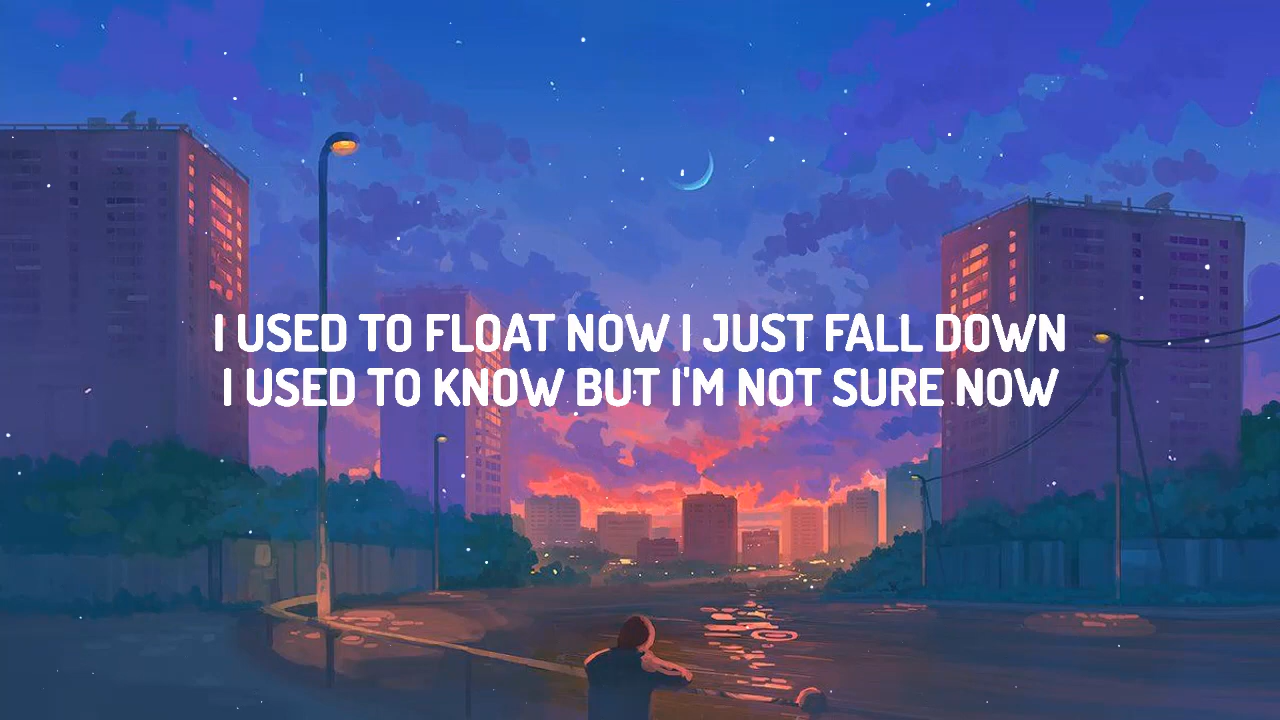 I USED TO FLOAT NOW I JUST FALL DOWN
I USED TO KNOW BUT I'M NOT SURE NOW